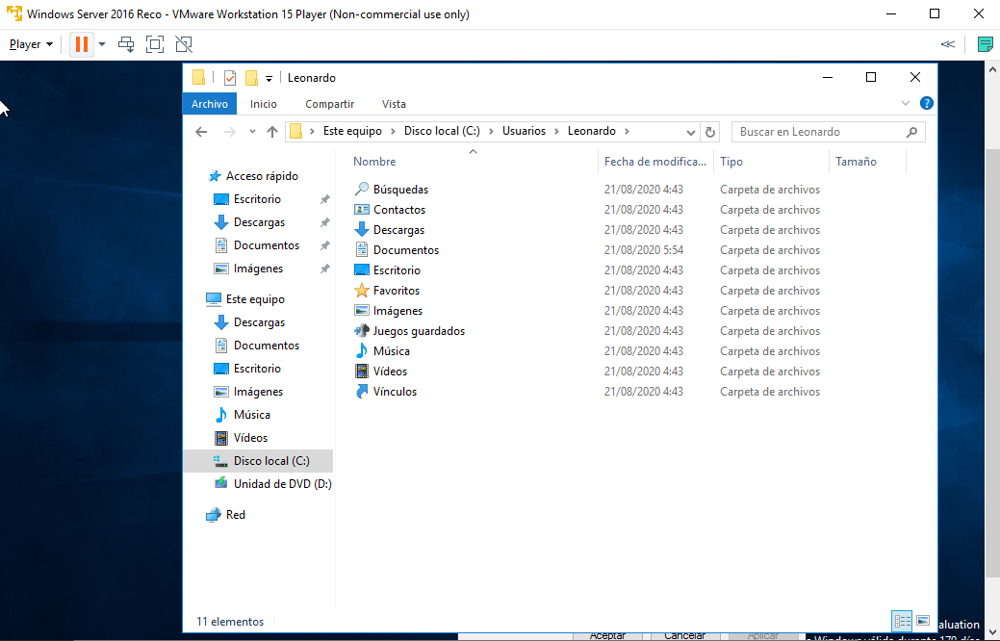 Windows Server 2016 Reco - VMware Workstation 15 Player (Non-commercial use only)
Player
Leonardo
Archivo Inicio Compartir Vista
Este equipo > Disco local (C:) > Usuarios > Leonardo >
Buscar en Leonardo
Nombre Fecha de modifica... Tipo Tamaño
Acceso rápido
Escritorio
Descargas
Documentos
Imágenes
Este equipo
Descargas
Documentos
Escritorio
Imágenes
Música
Vídeos
Disco local (C:)
Unidad de DVD (D:)
Red
Búsquedas 21/08/2020 4:43 Carpeta de archivos
Contactos 21/08/2020 4:43 Carpeta de archivos
Descargas 21/08/2020 4:43 Carpeta de archivos
Documentos 21/08/2020 5:54 Carpeta de archivos
Escritorio 21/08/2020 4:43 Carpeta de archivos
Favoritos 21/08/2020 4:43 Carpeta de archivos
Imágenes 21/08/2020 4:43 Carpeta de archivos
Juegos guardados 21/08/2020 4:43 Carpeta de archivos
Música 21/08/2020 4:43 Carpeta de archivos
Vídeos 21/08/2020 4:43 Carpeta de archivos
Vínculos 21/08/2020 4:43 Carpeta de archivos
11 elementos
aluation
Aceptar Cancelar Aplicar
Windows válida durante 179 días